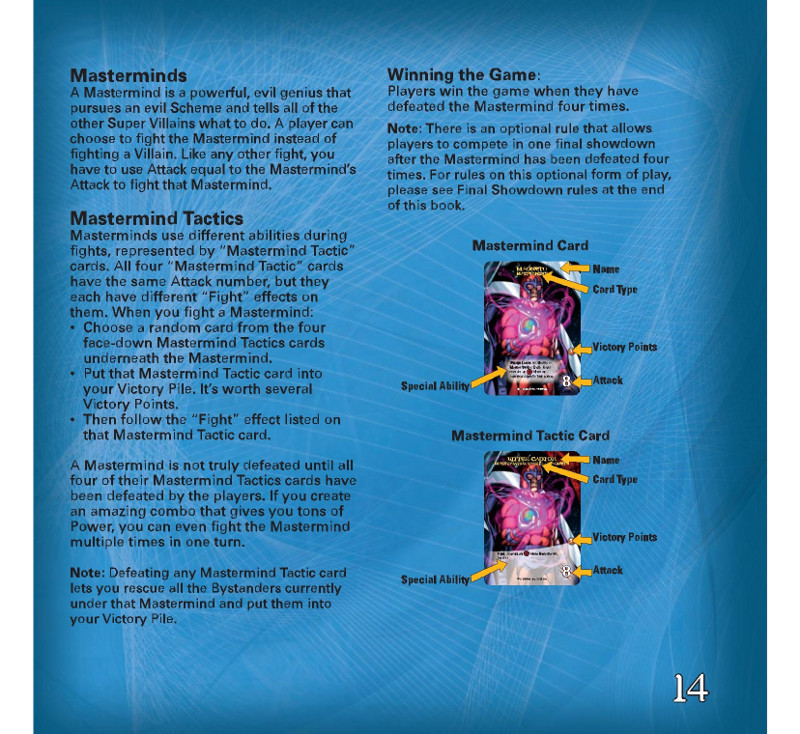 Masterminds
A Mastermind is a powerful, evil genius that
pursues an evil Scheme and tells all of the
other Super Villains what to do. A player can
choose to fight the Mastermind instead of
fighting a Villain. Like any other fight, you
have to use Attack equal to the Mastermind's
Attack to fight that Mastermind.
Mastermind Tactics
Masterminds use different abilities during
fights, represented by "Mastermind Tactic"
cards. All four "Mastermind Tactic" cards
have the same Attack number, but they
each have different "Fight" effects on
them. When you fight a Mastermind:
• Choose a random card from the four
face-down Mastermind Tactics cards
underneath the Mastermind.
• Put that Mastermind Tactic card into
your Victory Pile. It's worth several
Victory Points.
• Then follow the "Fight" effect listed on
that Mastermind Tactic card.
A Mastermind is not truly defeated until all
four of their Mastermind Tactics cards have
been defeated by the players. If you create
an amazing combo that gives you tons of
Power, you can even fight the Mastermind
multiple times in one turn.
Note: Defeating any Mastermind Tactic card
lets you rescue all the Bystanders currently
under that Mastermind and put them into
your Victory Pile.
Winning the Game:
Players win the game when they have
defeated the Mastermind four times.
Note: There is an optional rule that allows
players to compete in one final showdown
after the Mastermind has been defeated four
times. For rules on this optional form of play,
please see Final Showdown rules at the end
of this book.
Mastermind Card
Name
Card Type
Victory Points
Special Ability
8
Attack
Mastermind Tactic Card
Name
Card Type
Victory Points
Special Ability
8
Attack
14